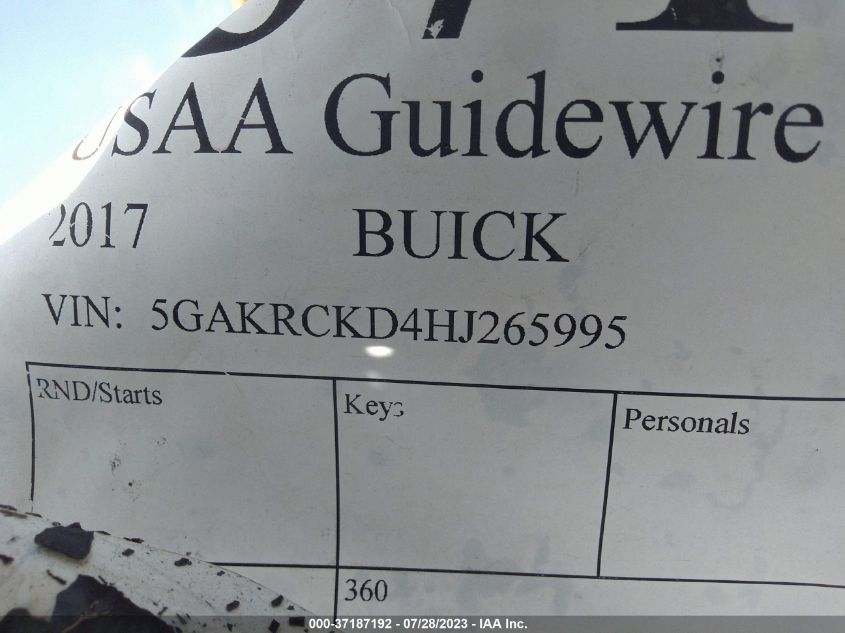 USAA Guidewire
2017 BUICK
VIN: 5GAKRCKD4HJ265995
RND/Starts Keys Personals
360
000-37187192 - 07/28/2023 - IAA Inc.